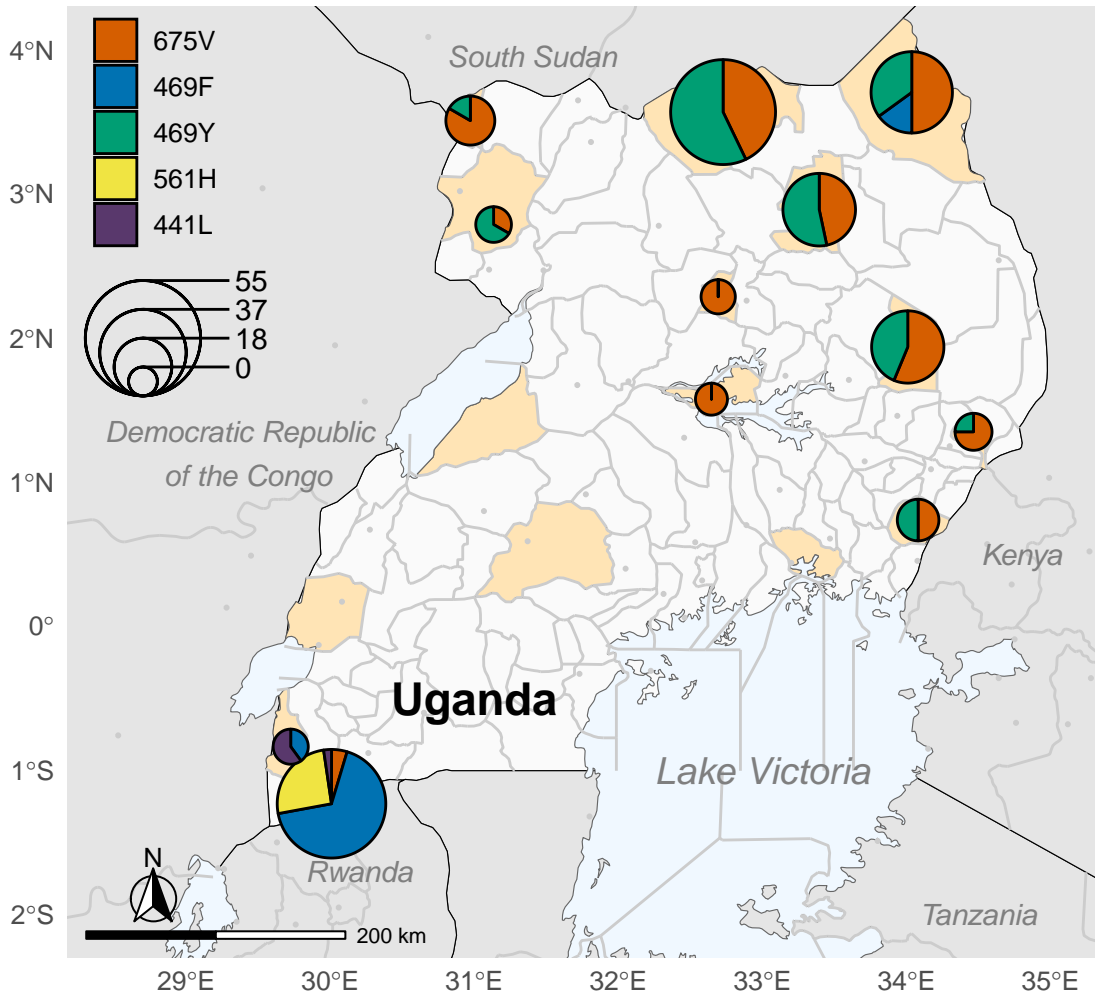 675V
469F
469Y
561H
441L
55
37
18
0
South Sudan
Democratic Republic
of the Congo
Kenya
Uganda
Lake Victoria
Rwanda
Tanzania
N
200 km
4°N
3°N
2°N
1°N
0°
1°S
2°S
29°E
30°E
31°E
32°E
33°E
34°E
35°E